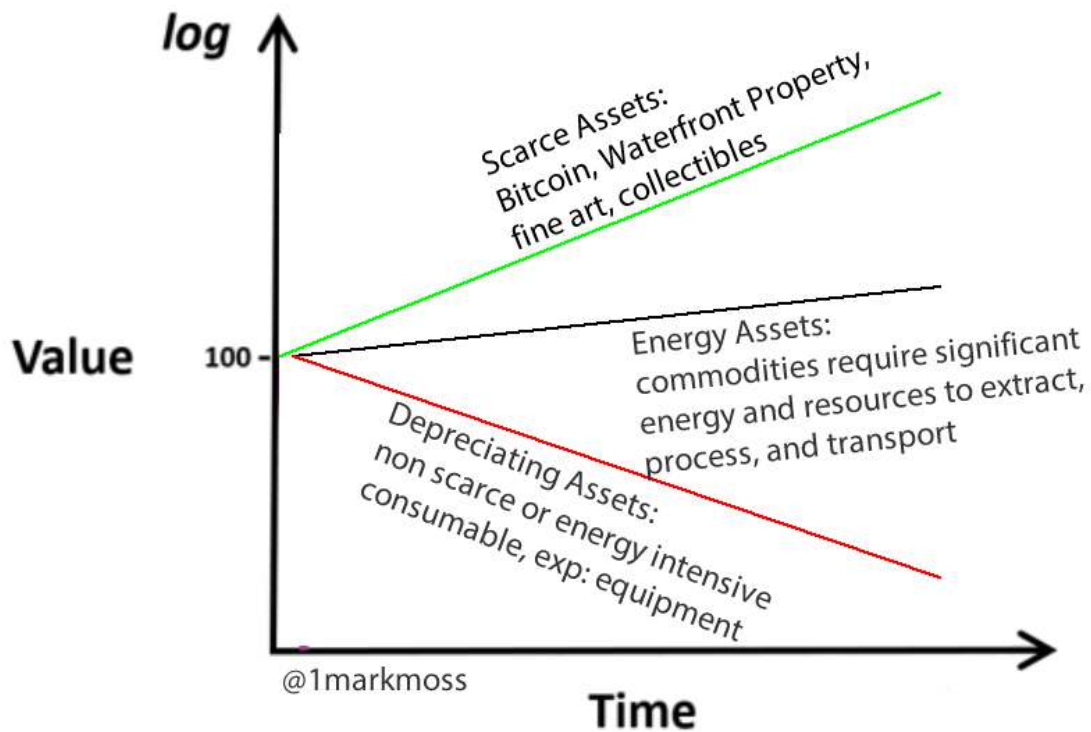 log
Scarce Assets:
Bitcoin, Waterfront Property,
fine art, collectibles
Value
100
Energy Assets:
commodities require significant
energy and resources to extract,
process, and transport
Depreciating Assets:
non scarce or energy intensive
consumable, exp: equipment
@1markmoss
Time